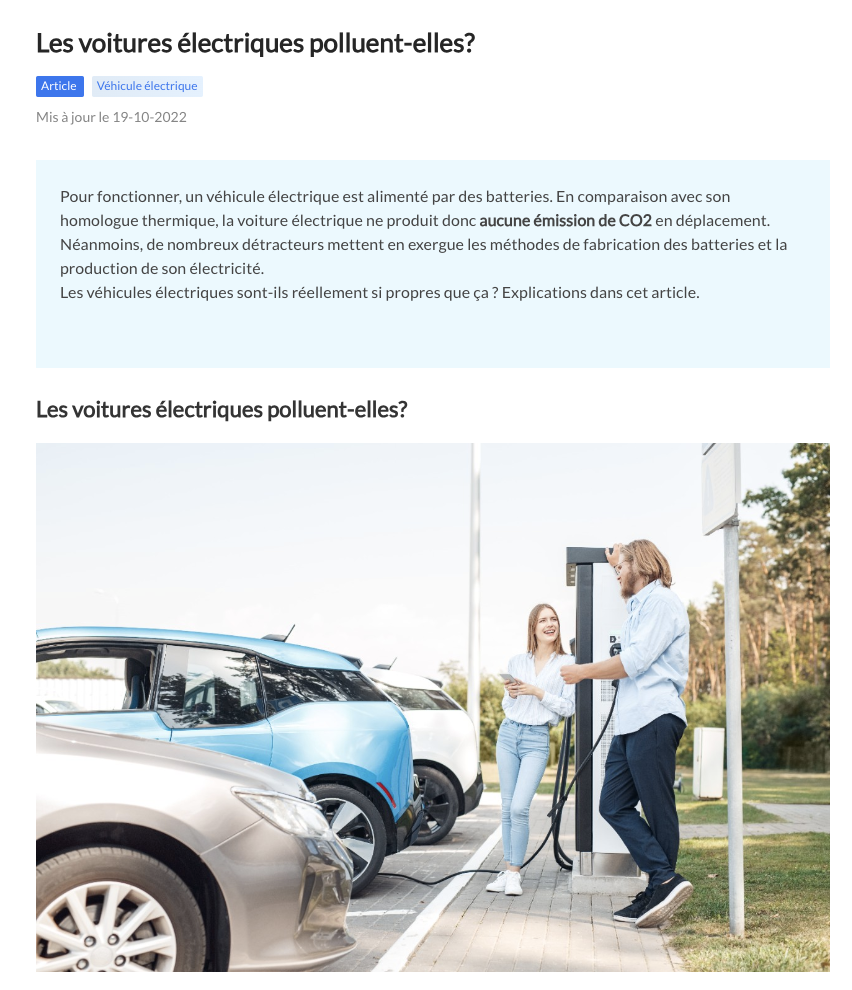 Les voitures électriques polluent-elles?
Article
Véhicule électrique
Mis à jour le 19-10-2022
Pour fonctionner, un véhicule électrique est alimenté par des batteries. En comparaison avec son
homologue thermique, la voiture électrique ne produit donc aucune émission de CO2 en déplacement.
Néanmoins, de nombreux détracteurs mettent en exergue les méthodes de fabrication des batteries et la
production de son électricité.
Les véhicules électriques sont-ils réellement si propres que ça ? Explications dans cet article.
Les voitures électriques polluent-elles?